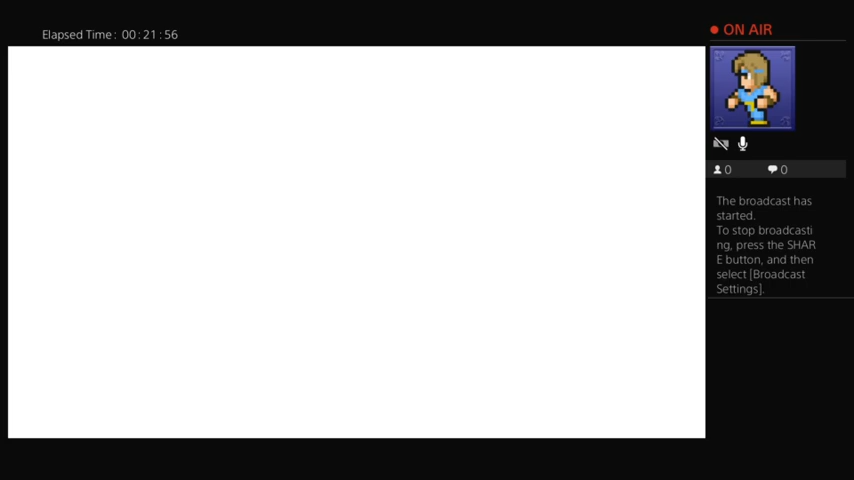 Elapsed Time: 00:21:56
ON AIR
0 0
The broadcast has
started.
To stop broadcasti
ng, press the SHAR
E button, and then
select [Broadcast
Settings].